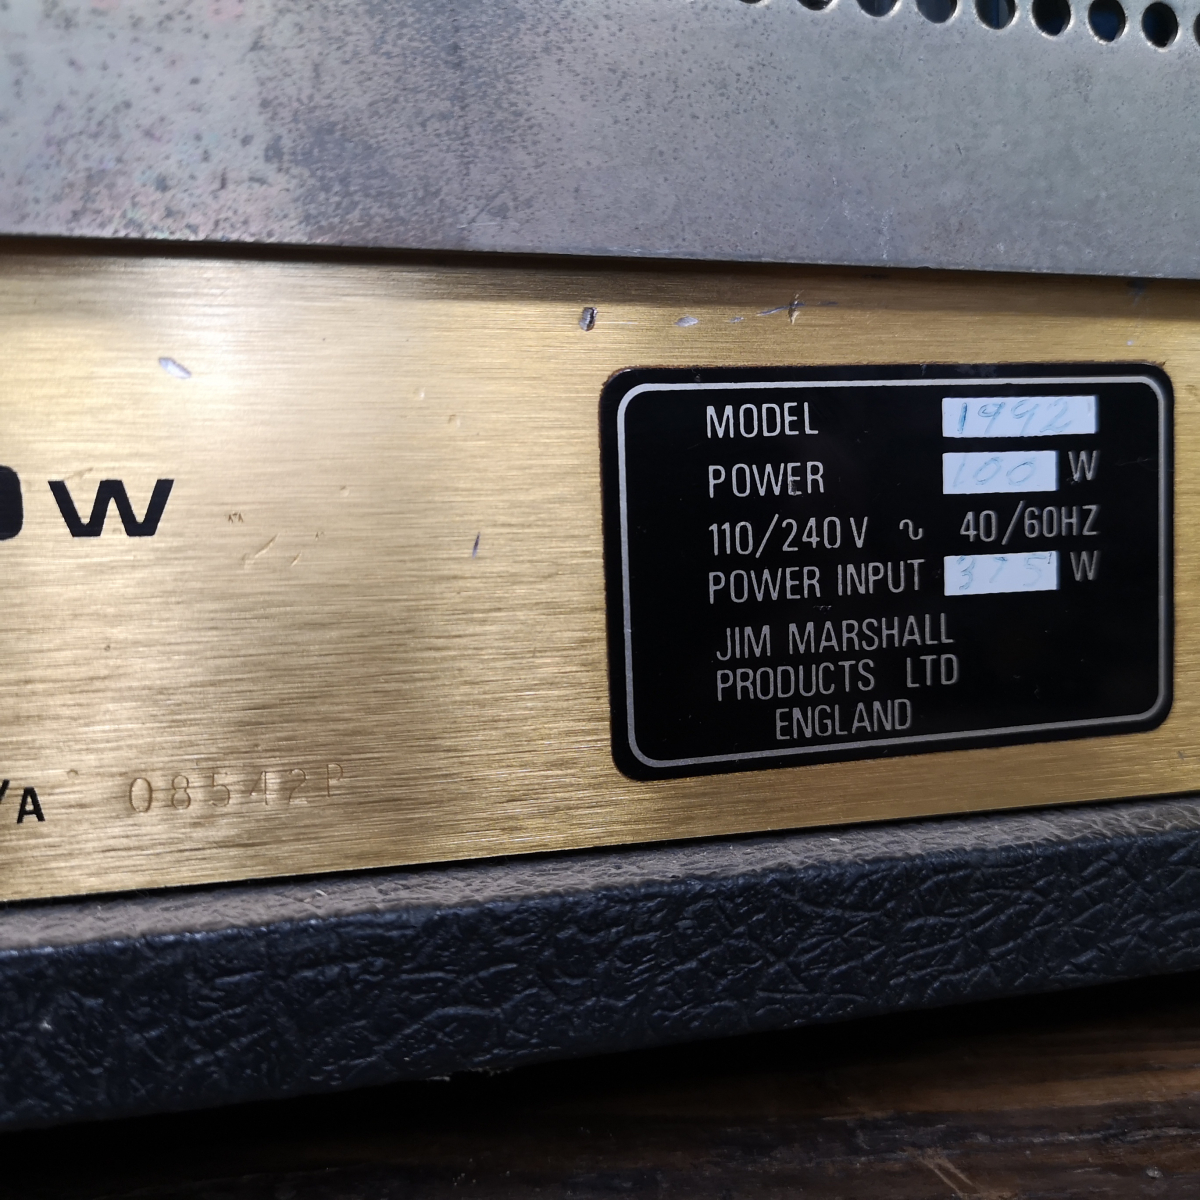 MODEL 1992
POWER 100 W
110/240V ∿ 40/60HZ
POWER INPUT 375 W
JIM MARSHALL
PRODUCTS LTD
ENGLAND
W
/A 08542P